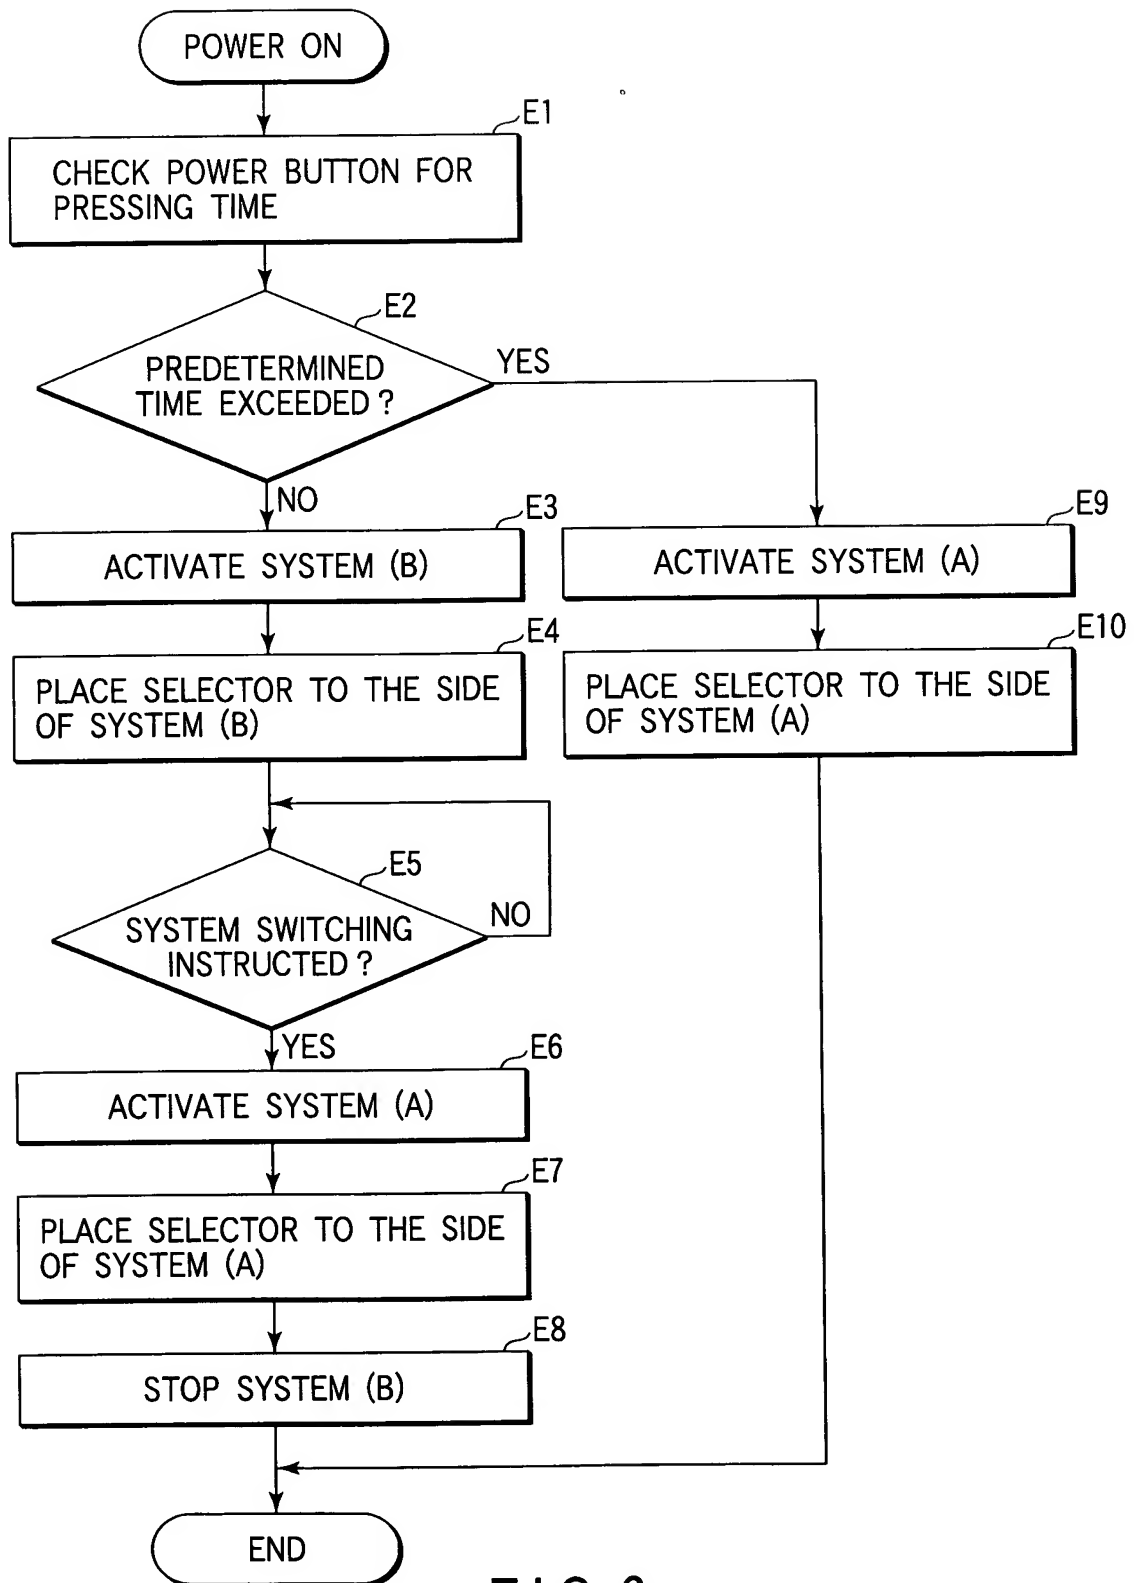 POWER ON
E1
CHECK POWER BUTTON FOR
PRESSING TIME
E2
PREDETERMINED
TIME EXCEEDED ?
YES
NO
E3
ACTIVATE SYSTEM (B)
E9
ACTIVATE SYSTEM (A)
E4
PLACE SELECTOR TO THE SIDE
OF SYSTEM (B)
E10
PLACE SELECTOR TO THE SIDE
OF SYSTEM (A)
E5
SYSTEM SWITCHING
INSTRUCTED ?
NO
YES
E6
ACTIVATE SYSTEM (A)
E7
PLACE SELECTOR TO THE SIDE
OF SYSTEM (A)
E8
STOP SYSTEM (B)
END